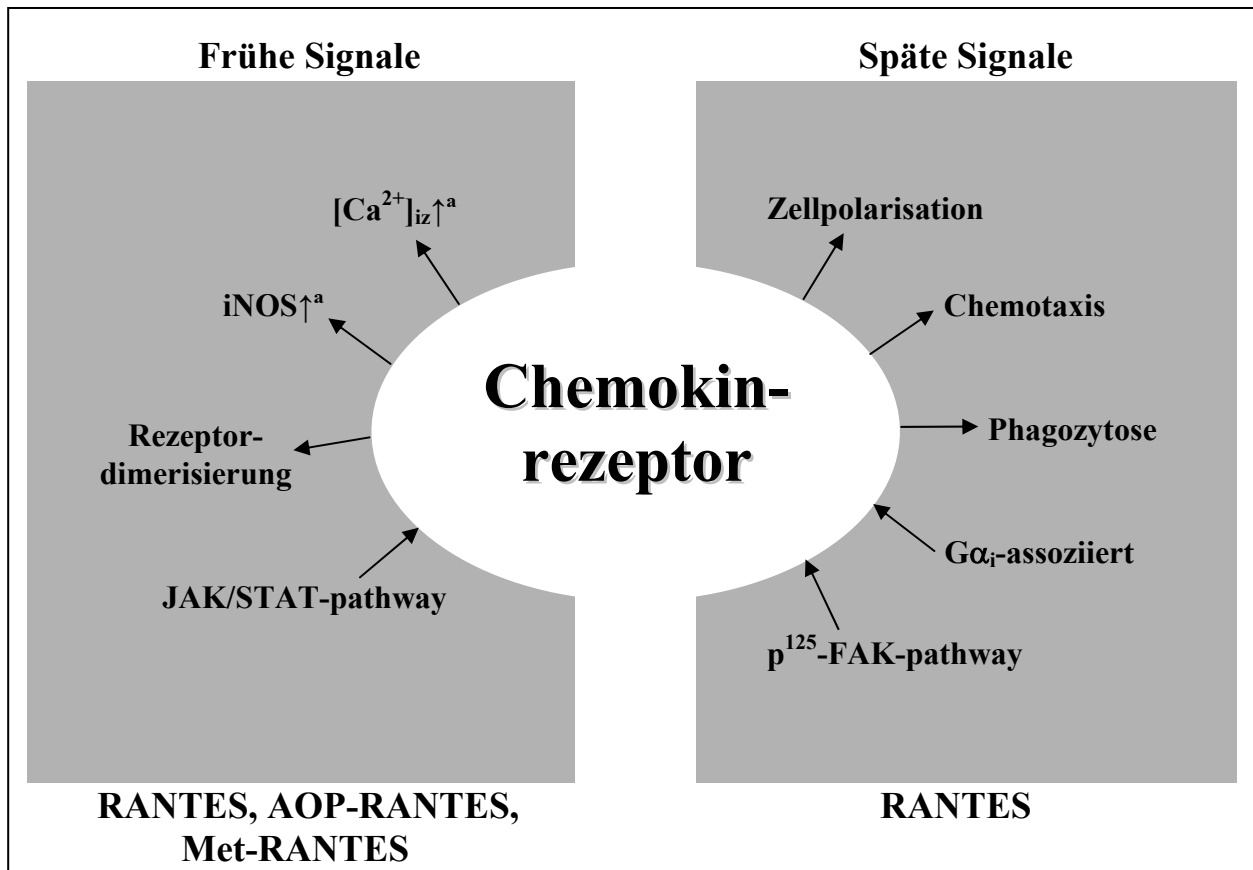 Frühe Signale
[Ca²⁺]iz↑ᵃ
iNOS↑ᵃ
Rezeptor-
dimerisierung
JAK/STAT-pathway
RANTES, AOP-RANTES,
Met-RANTES
Chemokin-
rezeptor
Späte Signale
Zellpolarisation
Chemotaxis
Phagozytose
Gαi-assoziiert
p¹²⁵-FAK-pathway
RANTES